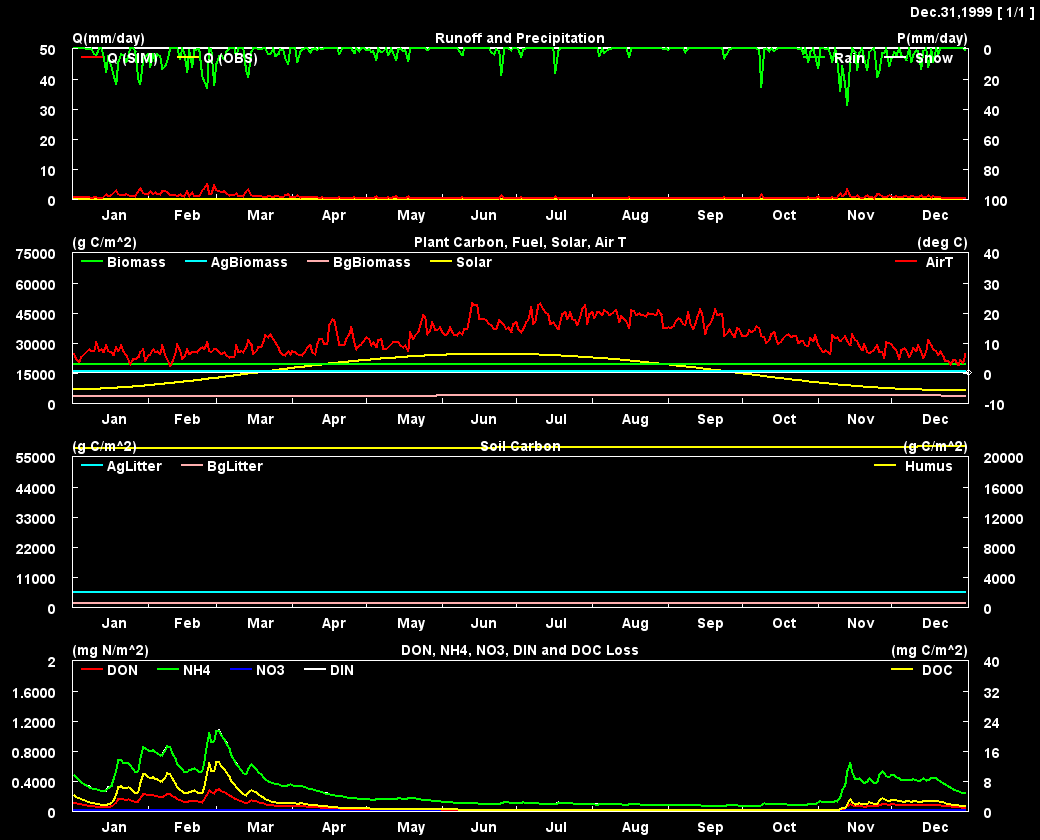 Dec.31,1999 [ 1/1 ]
Q(mm/day) Runoff and Precipitation P(mm/day)
50 0
Q (SIM) Q (OBS) Rain Snow
40 20
30 40
20 60
10 80
0 100
Jan Feb Mar Apr May Jun Jul Aug Sep Oct Nov Dec
(g C/m^2) Plant Carbon, Fuel, Solar, Air T (deg C)
75000 40
Biomass AgBiomass BgBiomass Solar AirT
60000 30
45000 20
30000 10
15000 0
0 -10
Jan Feb Mar Apr May Jun Jul Aug Sep Oct Nov Dec
(g C/m^2) Soil Carbon (g C/m^2)
55000 20000
AgLitter BgLitter Humus
44000 16000
33000 12000
22000 8000
11000 4000
0 0
Jan Feb Mar Apr May Jun Jul Aug Sep Oct Nov Dec
(mg N/m^2) DON, NH4, NO3, DIN and DOC Loss (mg C/m^2)
2 40
DON NH4 NO3 DIN DOC
1.6000 32
1.2000 24
0.8000 16
0.4000 8
0 0
Jan Feb Mar Apr May Jun Jul Aug Sep Oct Nov Dec